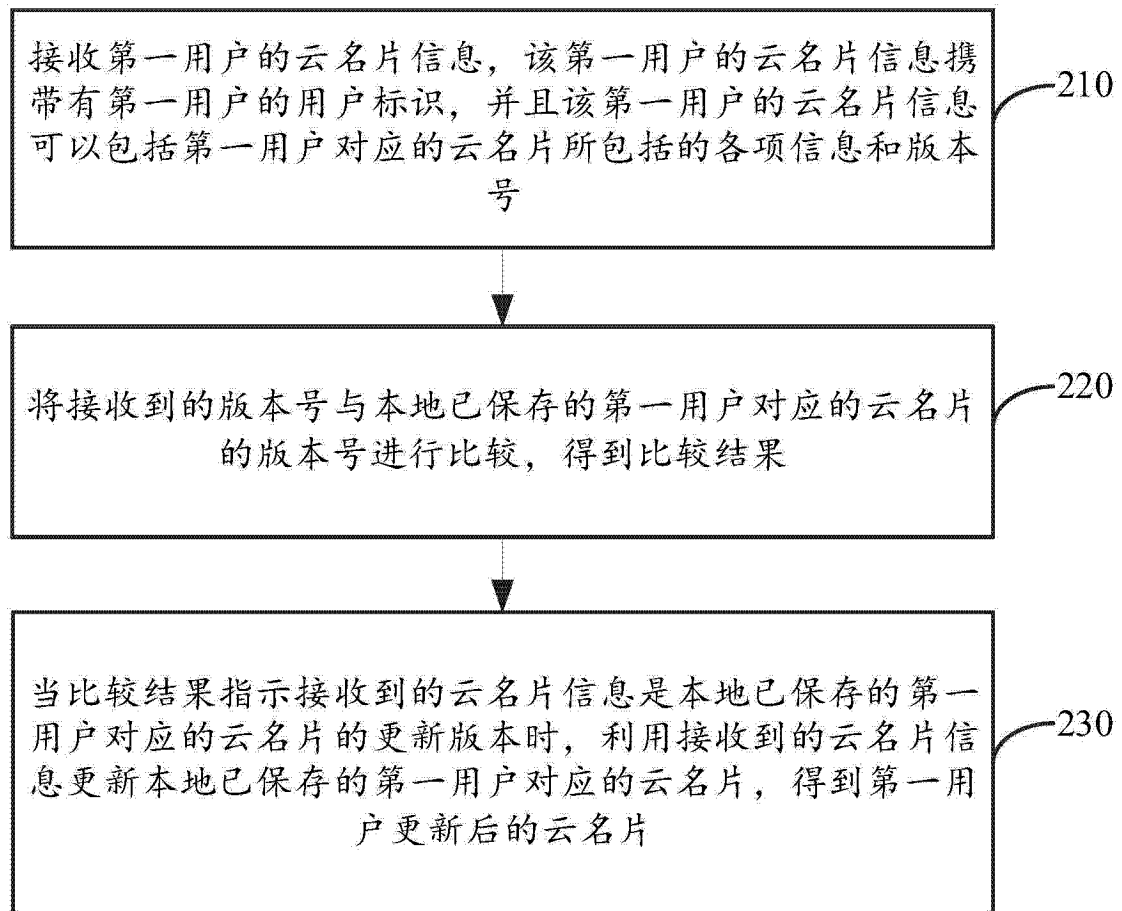 接收第一用户的云名片信息，该第一用户的云名片信息携
带有第一用户的用户标识，并且该第一用户的云名片信息
可以包括第一用户对应的云名片所包括的各项信息和版本
号
210
将接收到的版本号与本地已保存的第一用户对应的云名片
的版本号进行比较，得到比较结果
220
当比较结果指示接收到的云名片信息是本地已保存的第一
用户对应的云名片的更新版本时，利用接收到的云名片信
息更新本地已保存的第一用户对应的云名片，得到第一用
户更新后的云名片
230